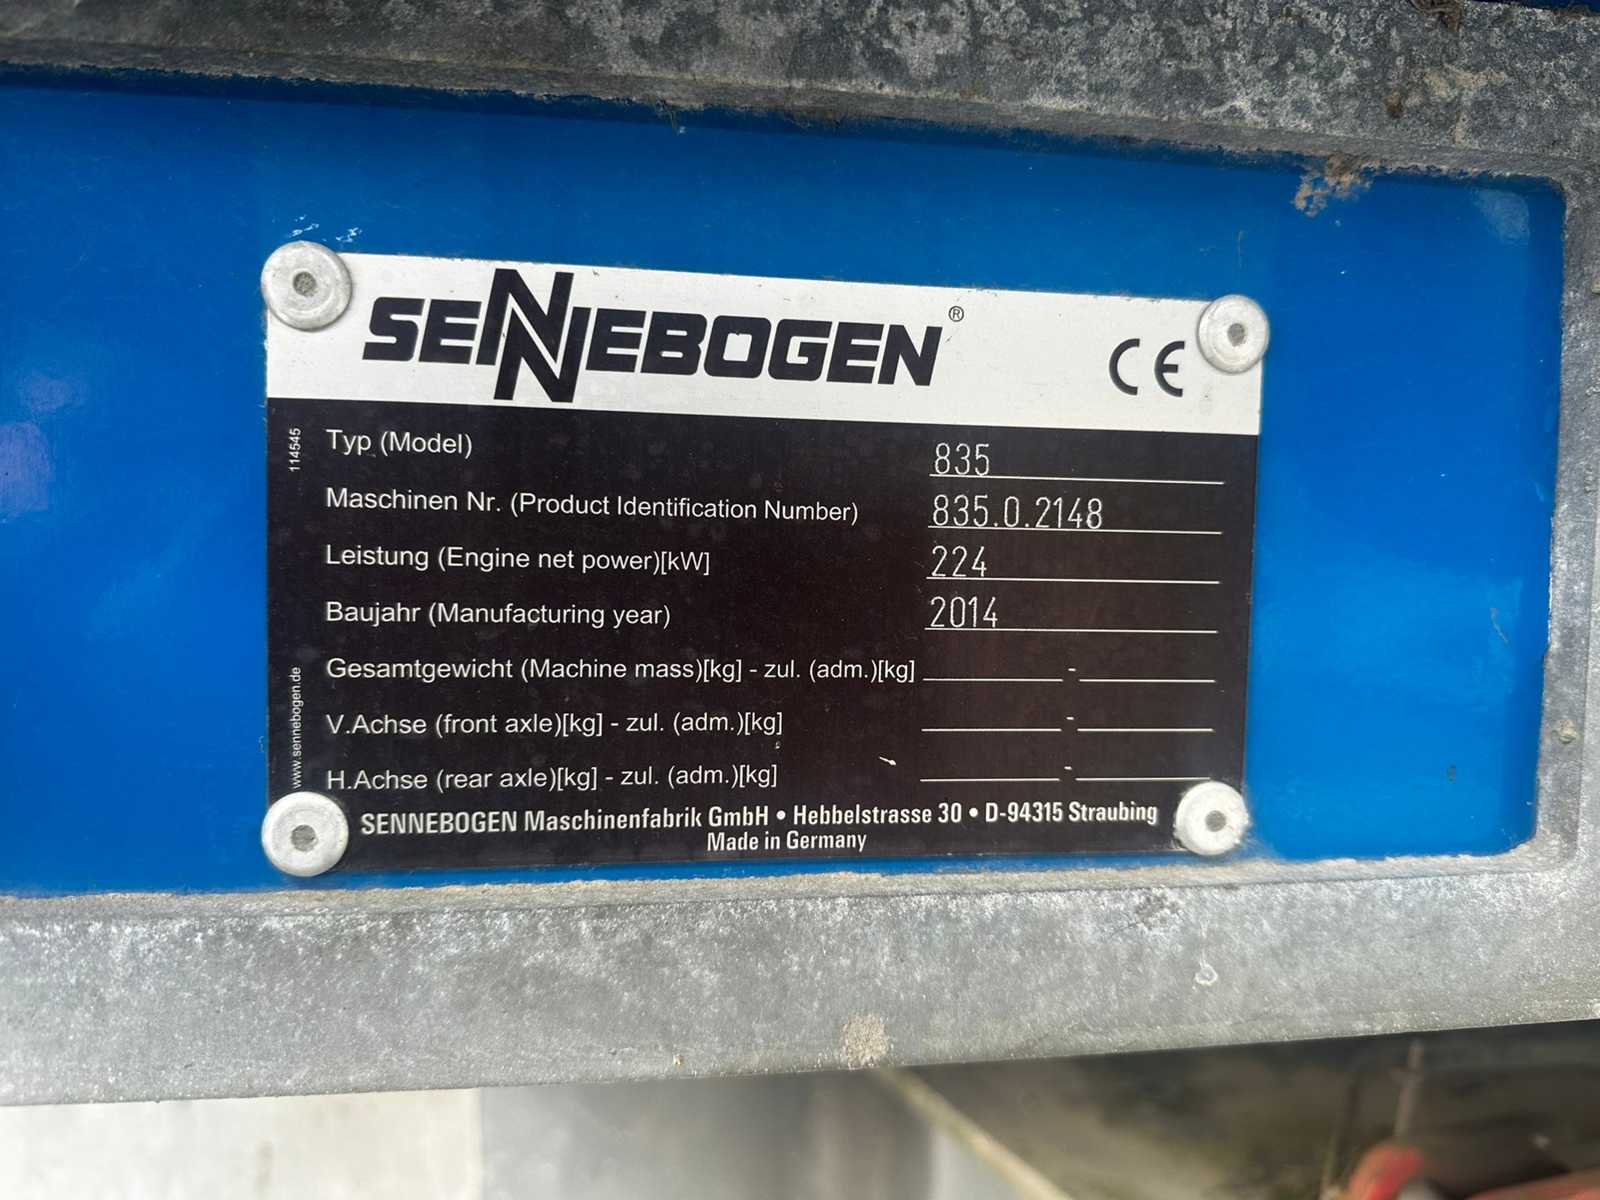 SENNEBOGEN®
CE
114545
Typ (Model) 835
Maschinen Nr. (Product Identification Number) 835.0.2148
Leistung (Engine net power)[kW] 224
Baujahr (Manufacturing year) 2014
Gesamtgewicht (Machine mass)[kg] - zul. (adm.)[kg] -
V.Achse (front axle)[kg] - zul. (adm.)[kg] -
H.Achse (rear axle)[kg] - zul. (adm.)[kg] -
www.sennebogen.de
SENNEBOGEN Maschinenfabrik GmbH • Hebbelstrasse 30 • D-94315 Straubing
Made in Germany